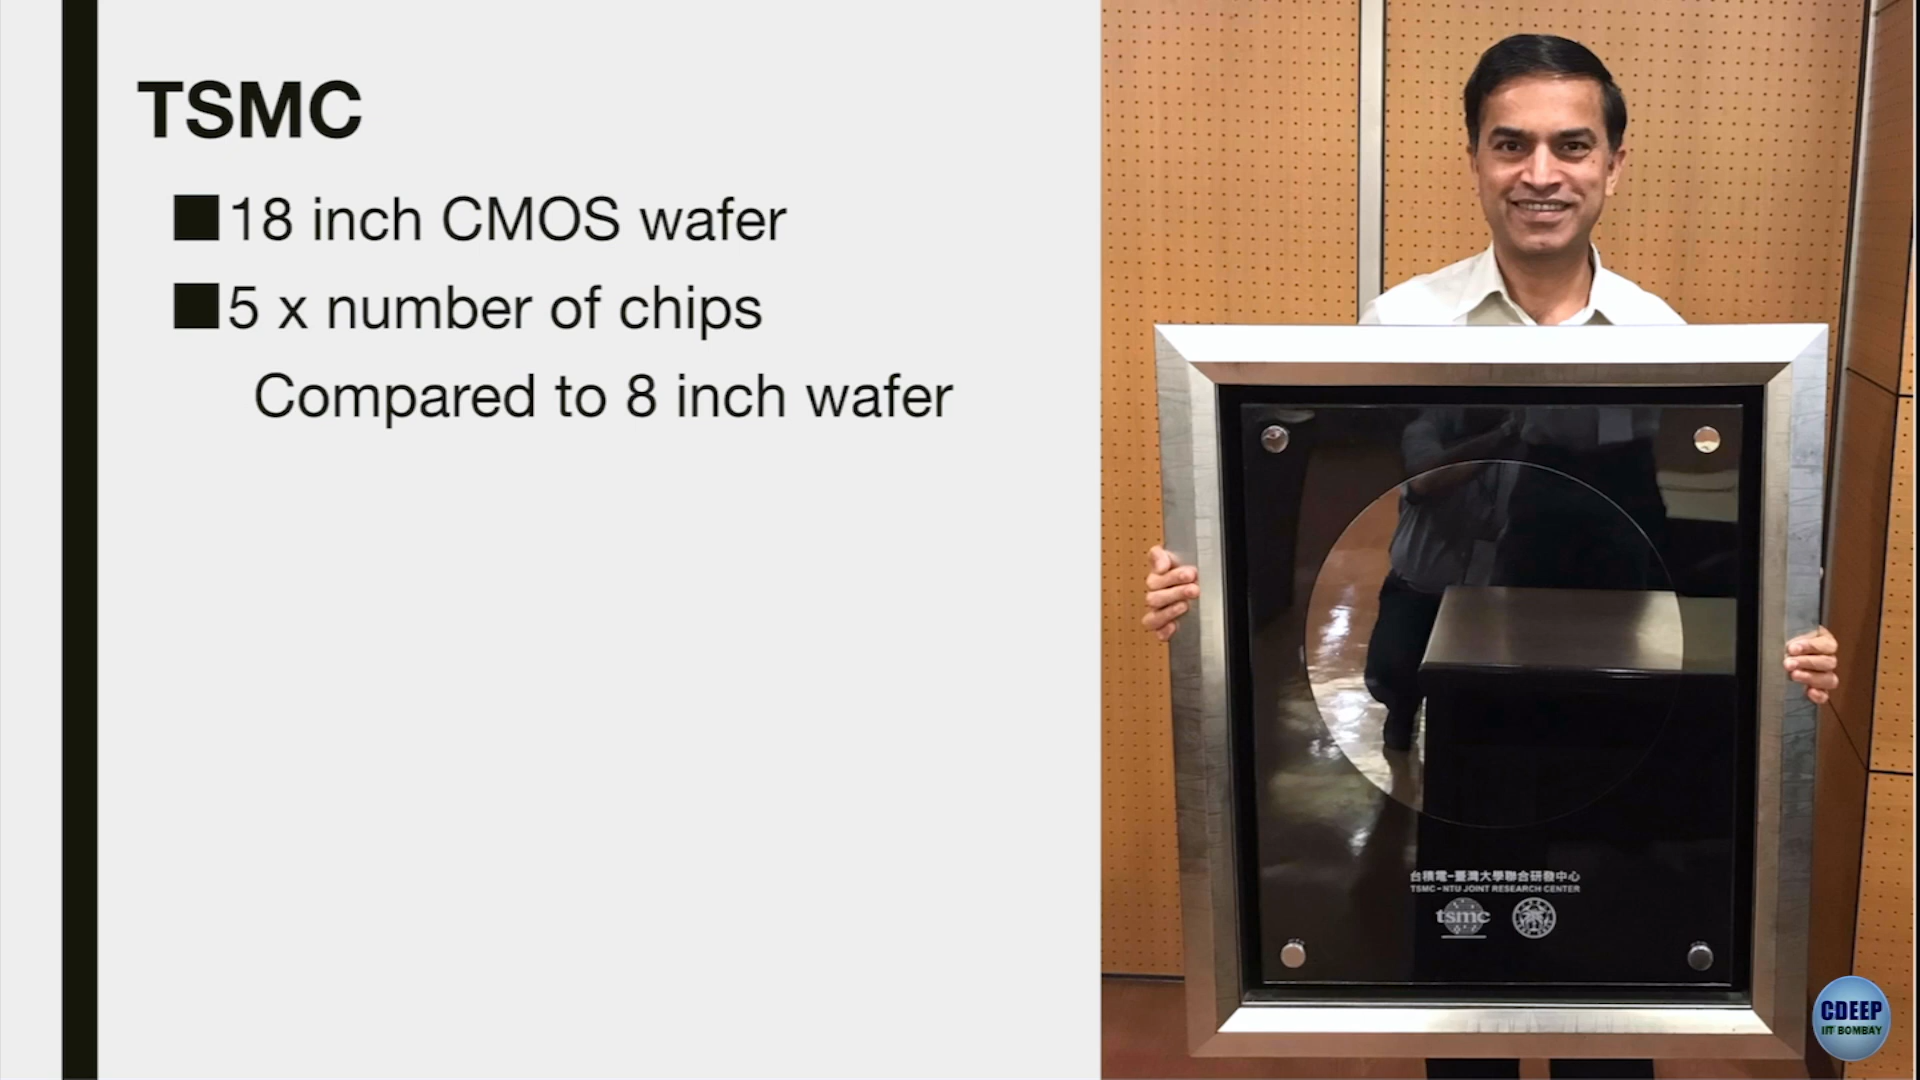 TSMC
18 inch CMOS wafer
5 x number of chips
Compared to 8 inch wafer
台積電-臺灣大學聯合研發中心
TSMC-NTU JOINT RESEARCH CENTER
tsmc
CDEEP
IIT BOMBAY